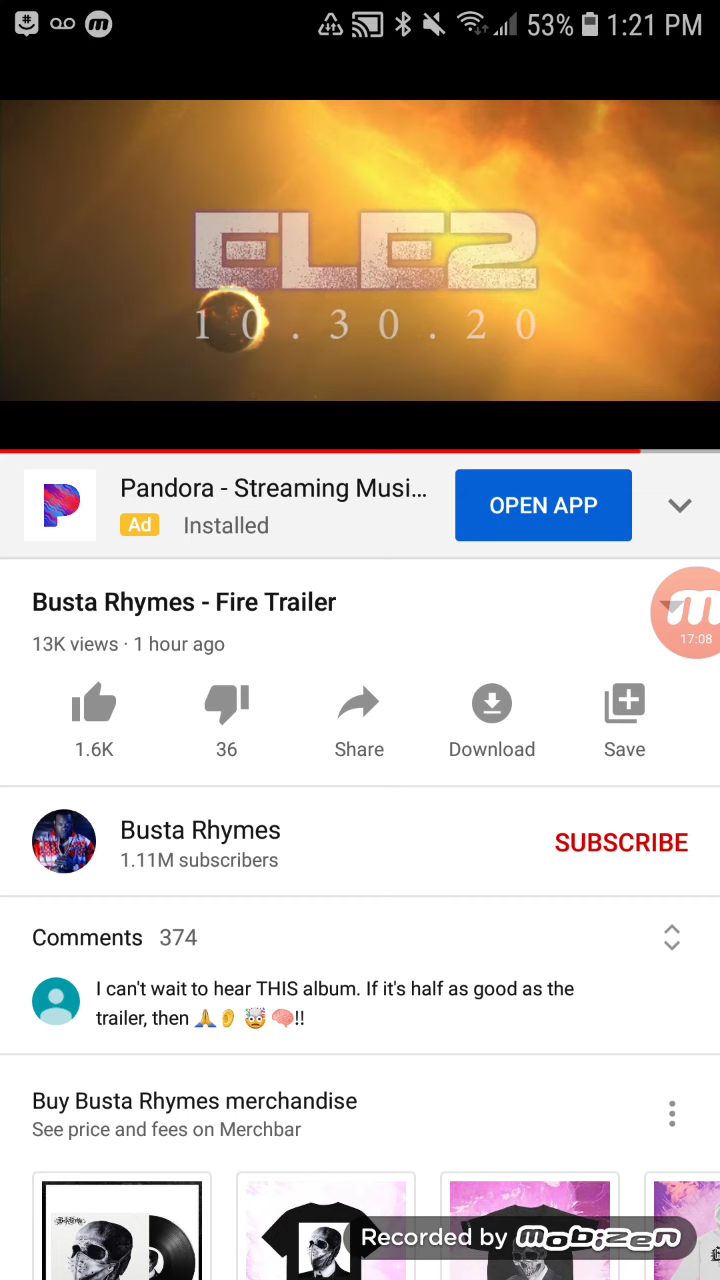 53% 1:21 PM
ELE2
10.30.20
Pandora - Streaming Musi...
Ad Installed
OPEN APP
Busta Rhymes - Fire Trailer
17:08
13K views · 1 hour ago
1.6K 36 Share Download Save
Busta Rhymes
1.11M subscribers
SUBSCRIBE
Comments 374
I can't wait to hear THIS album. If it's half as good as the
trailer, then 🙏👂🤯🧠!!
Buy Busta Rhymes merchandise
See price and fees on Merchbar
Recorded by mobizen